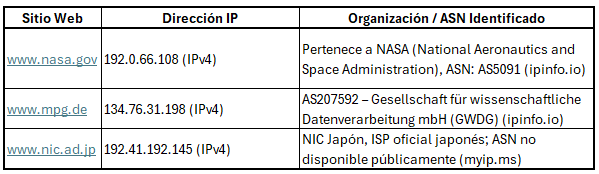 Sitio Web Dirección IP Organización / ASN Identificado
www.nasa.gov 192.0.66.108 (IPv4) Pertenece a NASA (National Aeronautics and
Space Administration), ASN: AS5091 (ipinfo.io)
www.mpg.de 134.76.31.198 (IPv4) AS207592 – Gesellschaft für wissenschaftliche
Datenverarbeitung mbH (GWDG) (ipinfo.io)
www.nic.ad.jp 192.41.192.145 (IPv4) NIC Japón, ISP oficial japonés; ASN no
disponible públicamente (myip.ms)